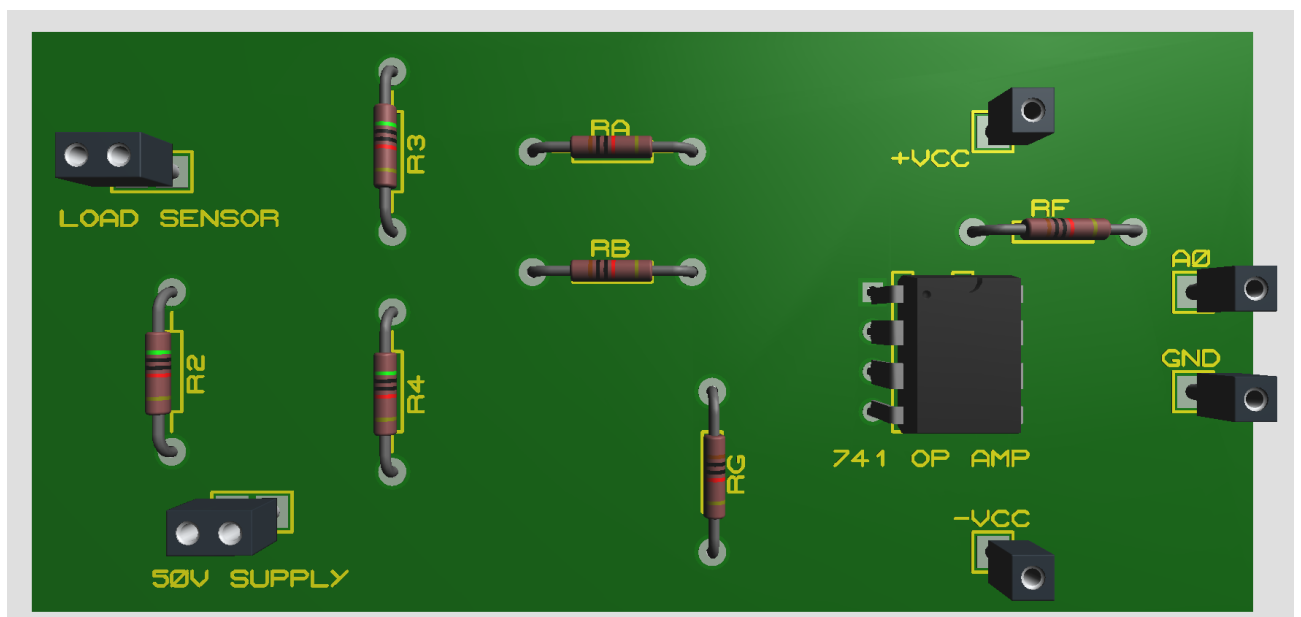 RA
R3
+VCC
LOAD SENSOR
RF
RB
A0
R2
GND
R4
741 OP AMP
RG
-VCC
50V SUPPLY